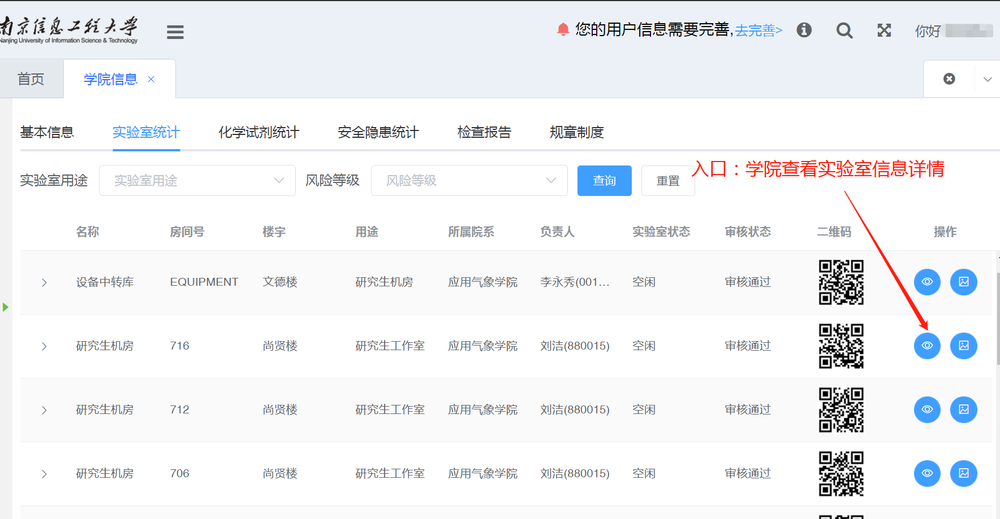 南京信息工程大学
Nanjing University of Information Science & Technology
您的用户信息需要完善,去完善>
你好
首页
学院信息
基本信息 实验室统计 化学试剂统计 安全隐患统计 检查报告 规章制度
入口：学院查看实验室信息详情
实验室用途 实验室用途 风险等级 风险等级 查询 重置
名称 房间号 楼宇 用途 所属院系 负责人 实验室状态 审核状态 二维码 操作
设备中转库 EQUIPMENT 文德楼 研究生机房 应用气象学院 李永秀(001... 空闲 审核通过
研究生机房 716 尚贤楼 研究生工作室 应用气象学院 刘洁(880015) 空闲 审核通过
研究生机房 712 尚贤楼 研究生工作室 应用气象学院 刘洁(880015) 空闲 审核通过
研究生机房 706 尚贤楼 研究生工作室 应用气象学院 刘洁(880015) 空闲 审核通过